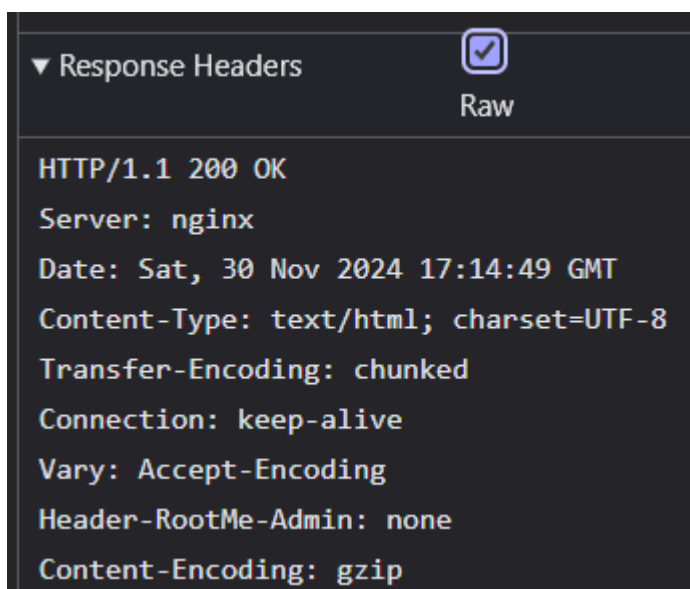 ▼ Response Headers
Raw
HTTP/1.1 200 OK
Server: nginx
Date: Sat, 30 Nov 2024 17:14:49 GMT
Content-Type: text/html; charset=UTF-8
Transfer-Encoding: chunked
Connection: keep-alive
Vary: Accept-Encoding
Header-RootMe-Admin: none
Content-Encoding: gzip